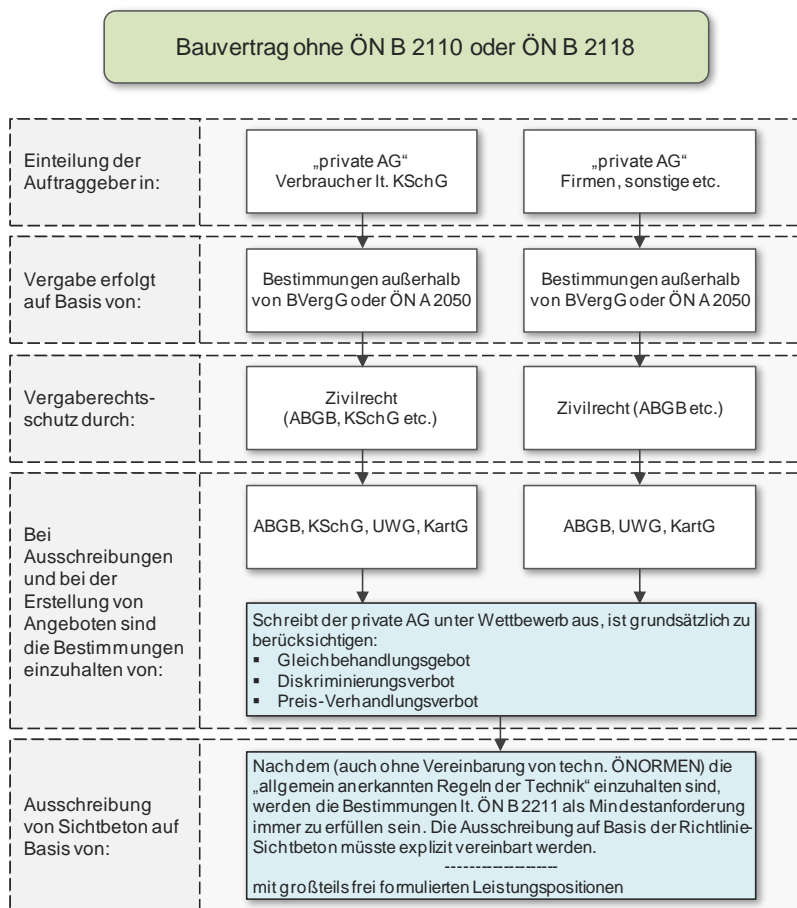 Bauvertrag ohne ÖN B 2110 oder ÖN B 2118
Einteilung der
Auftraggeber in:
„private AG“
Verbraucher lt. KSchG
„private AG“
Firmen, sonstige etc.
Vergabe erfolgt
auf Basis von:
Bestimmungen außerhalb
von BVergG oder ÖN A 2050
Bestimmungen außerhalb
von BVergG oder ÖN A 2050
Vergaberechts-
schutz durch:
Zivilrecht
(ABGB, KSchG etc.)
Zivilrecht (ABGB etc.)
Bei
Ausschreibungen
und bei der
Erstellung von
Angeboten sind
die Bestimmungen
einzuhalten von:
ABGB, KSchG, UWG, KartG
ABGB, UWG, KartG
Schreibt der private AG unter Wettbewerb aus, ist grundsätzlich zu
berücksichtigen:
▪ Gleichbehandlungsgebot
▪ Diskriminierungsverbot
▪ Preis-Verhandlungsverbot
Ausschreibung
von Sichtbeton auf
Basis von:
Nachdem (auch ohne Vereinbarung von techn. ÖNORMEN) die
„allgemein anerkannten Regeln der Technik“ einzuhalten sind,
werden die Bestimmungen lt. ÖN B 2211 als Mindestanforderung
immer zu erfüllen sein. Die Ausschreibung auf Basis der Richtlinie-
Sichtbeton müsste explizit vereinbart werden.
-------------------
mit großteils frei formulierten Leistungspositionen